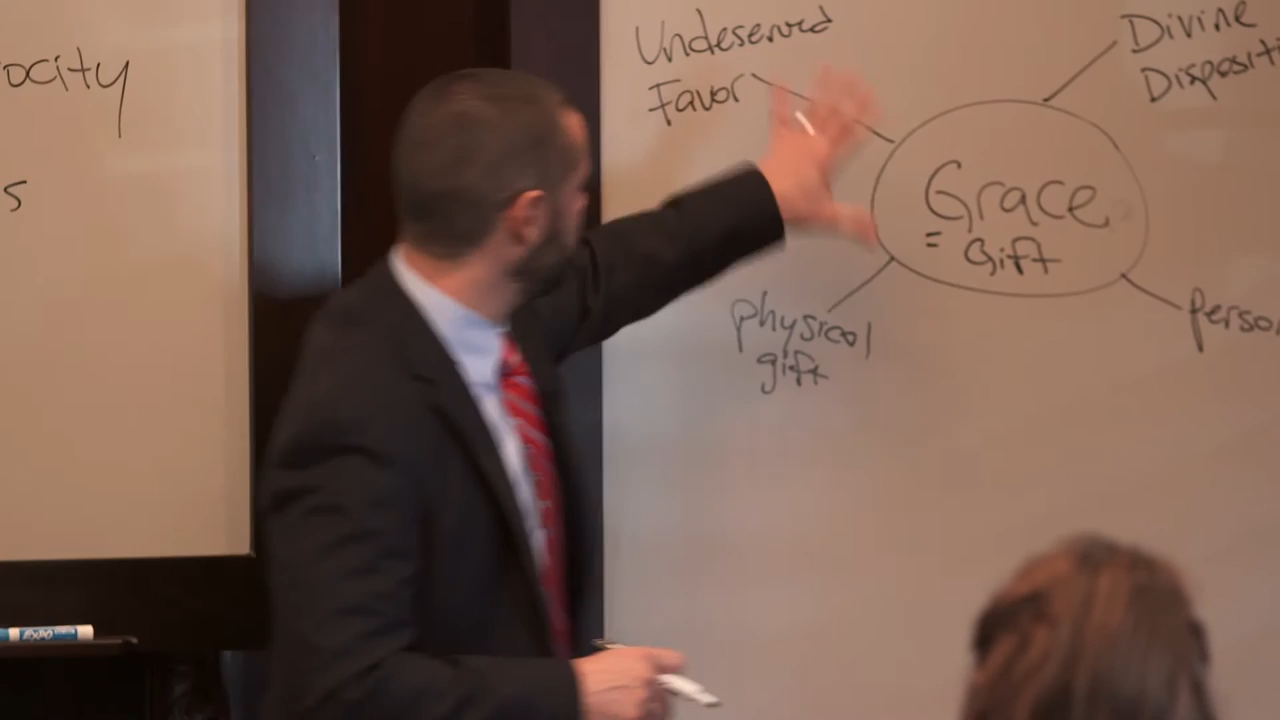 ocity
s
Undeserved
Favor
Divine
Disposit
Grace
= Gift
physical
gift
perso
EXPO